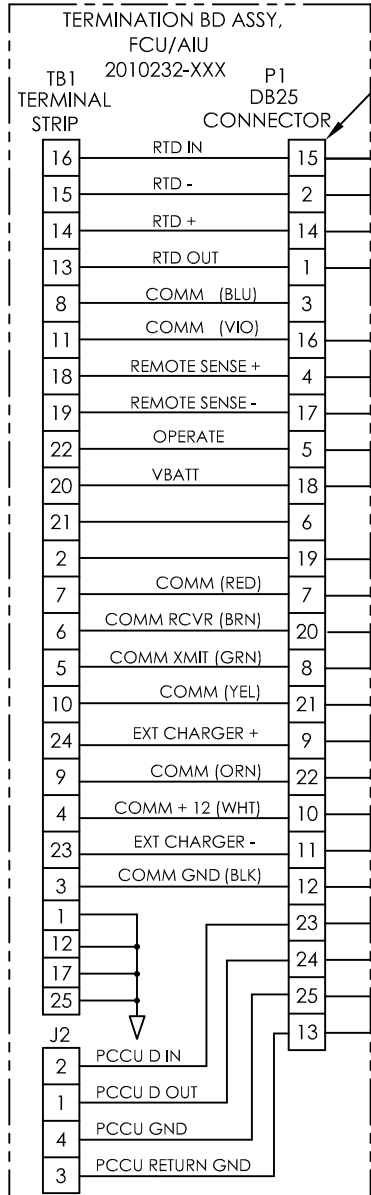 TERMINATION BD ASSY,
FCU/AIU
2010232-XXX
TB1
TERMINAL
STRIP
P1
DB25
CONNECTOR
16 RTD IN 15
15 RTD - 2
14 RTD + 14
13 RTD OUT 1
8 COMM (BLU) 3
11 COMM (VIO) 16
18 REMOTE SENSE + 4
19 REMOTE SENSE - 17
22 OPERATE 5
20 VBATT 18
21 6
2 19
7 COMM (RED) 7
6 COMM RCVR (BRN) 20
5 COMM XMIT (GRN) 8
10 COMM (YEL) 21
24 EXT CHARGER + 9
9 COMM (ORN) 22
4 COMM + 12 (WHT) 10
23 EXT CHARGER - 11
3 COMM GND (BLK) 12
1 23
12 24
17 25
25 13
J2
2 PCCU D IN
1 PCCU D OUT
4 PCCU GND
3 PCCU RETURN GND